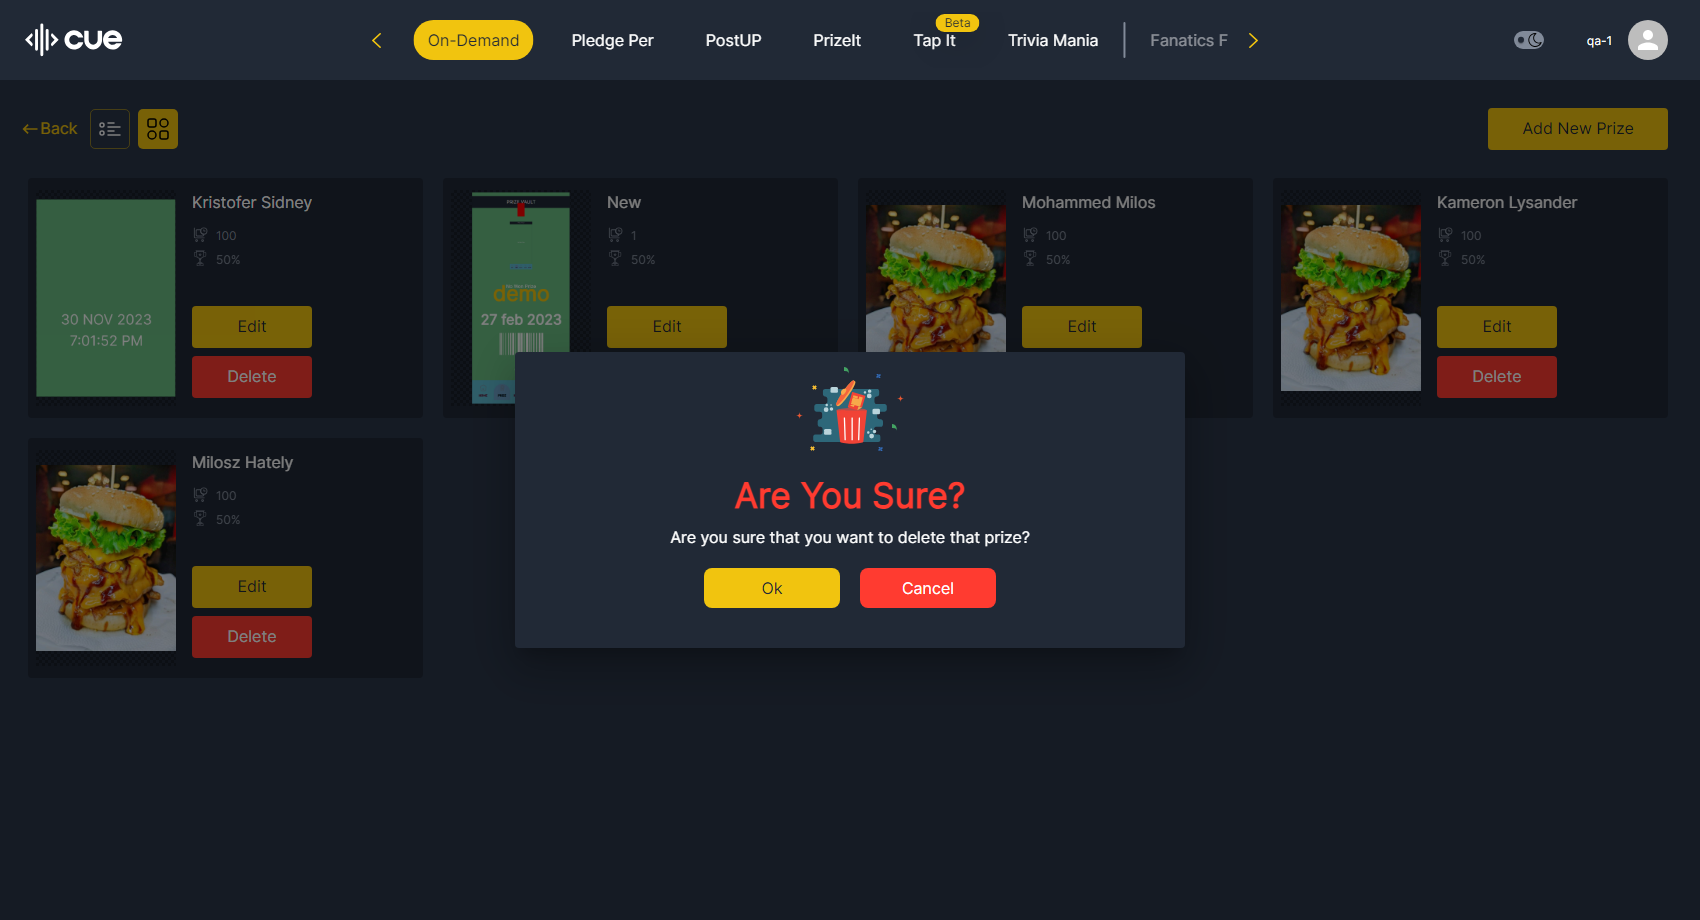 cue
On-Demand
Pledge Per
PostUP
PrizeIt
Tap It
Beta
Trivia Mania
Fanatics F
qa-1
Back
Add New Prize
Kristofer Sidney
100
50%
30 NOV 2023
7:01:52 PM
Edit
Delete
PRIZE VAULT
demo
27 feb 2023
New
1
50%
Edit
Mohammed Milos
100
50%
Edit
Kameron Lysander
100
50%
Edit
Delete
Milosz Hately
100
50%
Edit
Delete
Are You Sure?
Are you sure that you want to delete that prize?
Ok
Cancel